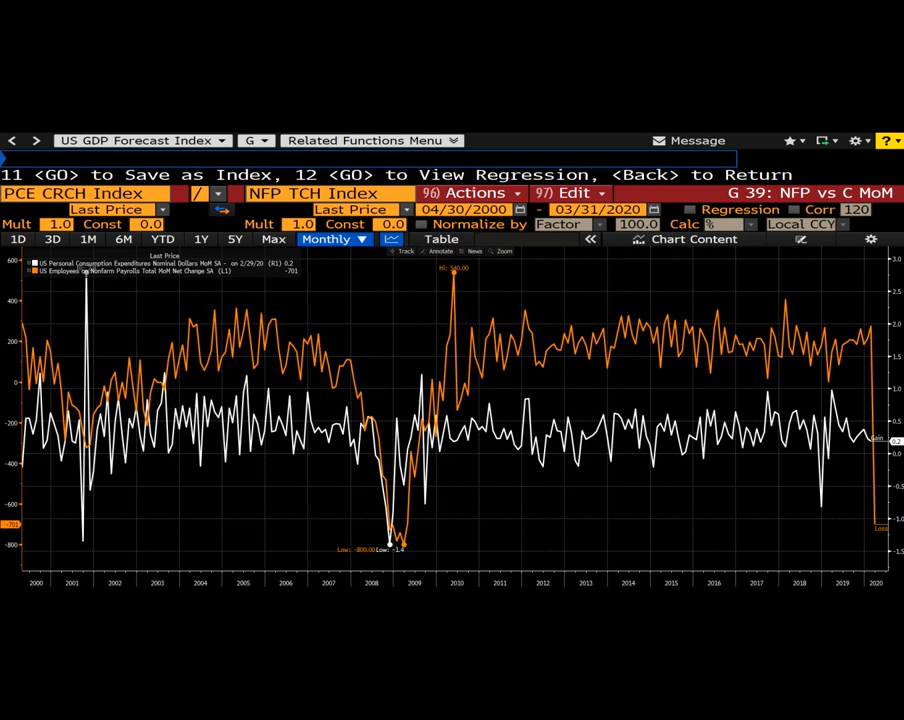 US GDP Forecast Index G Related Functions Menu Message ?
11 <GO> to Save as Index, 12 <GO> to View Regression, <Back> to Return
PCE CRCH Index / NFP TCH Index 96) Actions 97) Edit G 39: NFP vs C MoM
Last Price Last Price 04/30/2000 - 03/31/2020 Regression Corr 120
Mult 1.0 Const 0.0 Mult 1.0 Const 0.0 Normalize by Factor 100.0 Calc % Local CCY
1D 3D 1M 6M YTD 1Y 5Y Max Monthly Table « Chart Content
Track Annotate News Zoom
Last Price
US Personal Consumption Expenditures Nominal Dollars MoM SA - on 2/29/20 (R1) 0.2
US Employees on Nonfarm Payrolls Total MoM Net Change SA (L1) -701
Hi: 540.00
600
400
200
0
-200
-400
-600
-701
-800
3.0
2.5
2.0
1.5
1.0
0.5
0.2
0.0
-0.5
-1.0
-1.5
Gain
Loss
Low: -800.00 Low: -1.4
2000 2001 2002 2003 2004 2005 2006 2007 2008 2009 2010 2011 2012 2013 2014 2015 2016 2017 2018 2019 2020